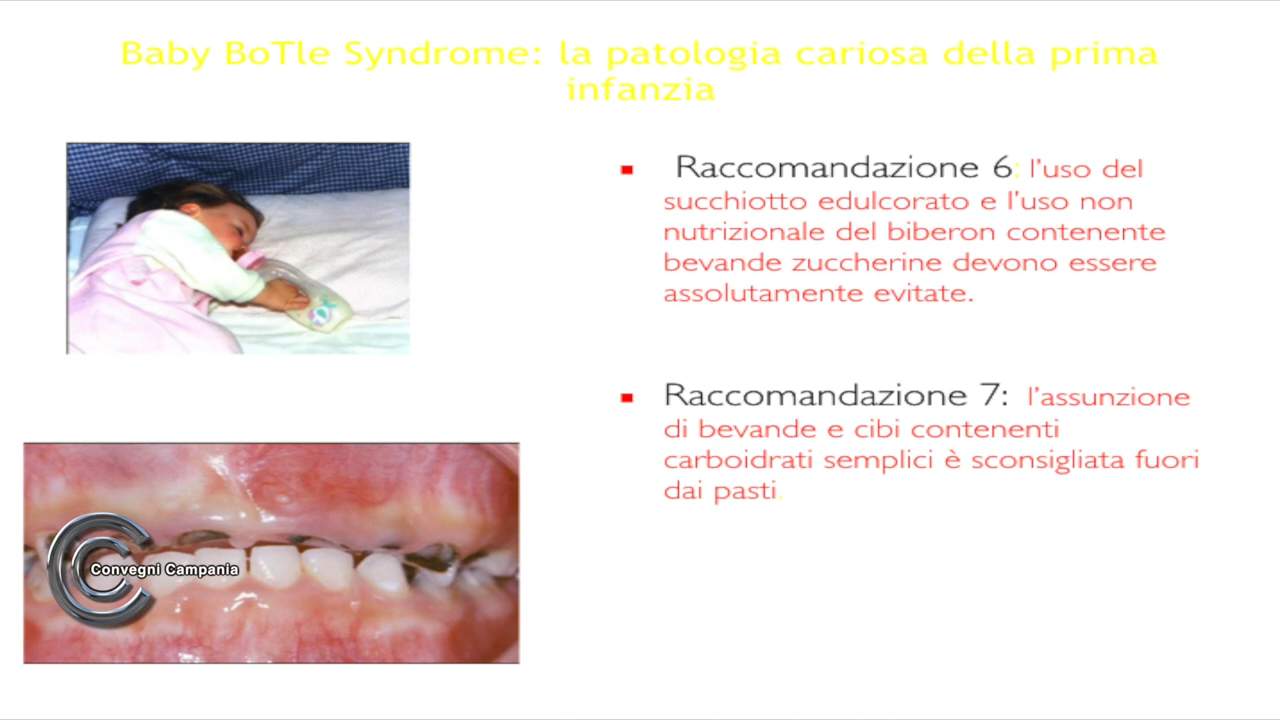 Baby BoTle Syndrome: la patologia cariosa della prima
infanzia
Raccomandazione 6: l'uso del
succhiotto edulcorato e l'uso non
nutrizionale del biberon contenente
bevande zuccherine devono essere
assolutamente evitate.
Raccomandazione 7: l'assunzione
di bevande e cibi contenenti
carboidrati semplici è sconsigliata fuori
dai pasti.
Convegni Campania